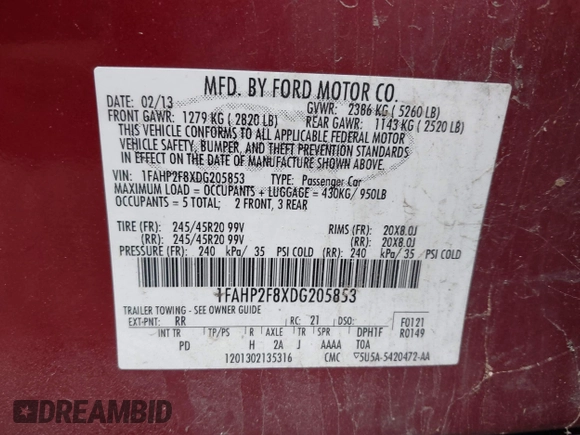 MFD. BY FORD MOTOR CO.
DATE: 02/13 GVWR: 2386 KG ( 5260 LB)
FRONT GAWR: 1279 KG ( 2820 LB) REAR GAWR: 1143 KG ( 2520 LB)
THIS VEHICLE CONFORMS TO ALL APPLICABLE FEDERAL MOTOR
VEHICLE SAFETY, BUMPER, AND THEFT PREVENTION STANDARDS
IN EFFECT ON THE DATE OF MANUFACTURE SHOWN ABOVE.
VIN: 1FAHP2F8XDG205853 TYPE: Passenger Car
MAXIMUM LOAD = OCCUPANTS + LUGGAGE = 430KG/ 950LB
OCCUPANTS = 5 TOTAL; 2 FRONT, 3 REAR
TIRE (FR): 245/45R20 99V RIMS (FR): 20X8.0J
(RR): 245/45R20 99V (RR): 20X8.0J
PRESSURE (FR): 240 kPa/ 35 PSI COLD (RR): 240 kPa/ 35 PSI COLD
1FAHP2F8XDG205853
TRAILER TOWING - SEE OWNER GUIDE
EXT-PNT: RR RC: 21 DSO: F0121
INT TR TP/PS R AXLE TR SPR DPH1F R0149
PD H 2A J AAAA T0A
1201302135316 CMC ▽5U5A-5420472-AA
DREAMBID